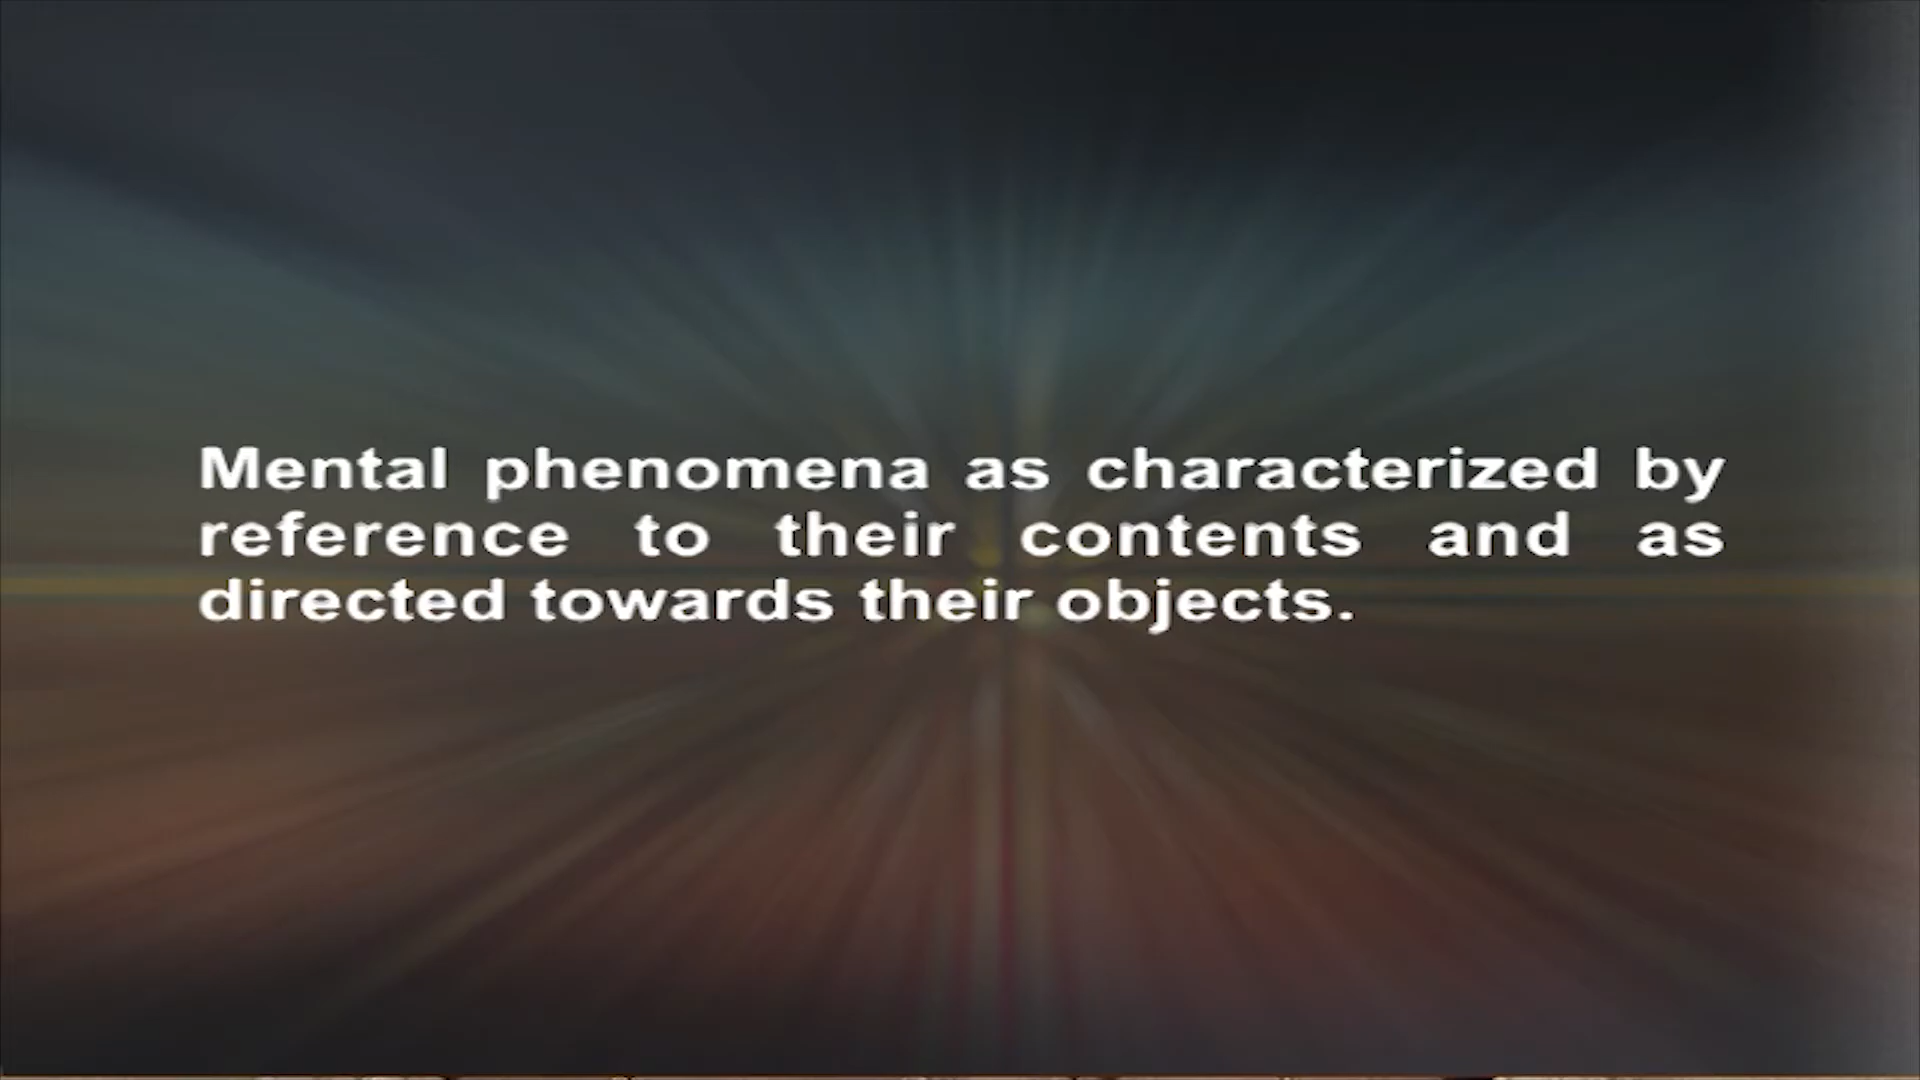 Mental phenomena as characterized by
reference to their contents and as
directed towards their objects.